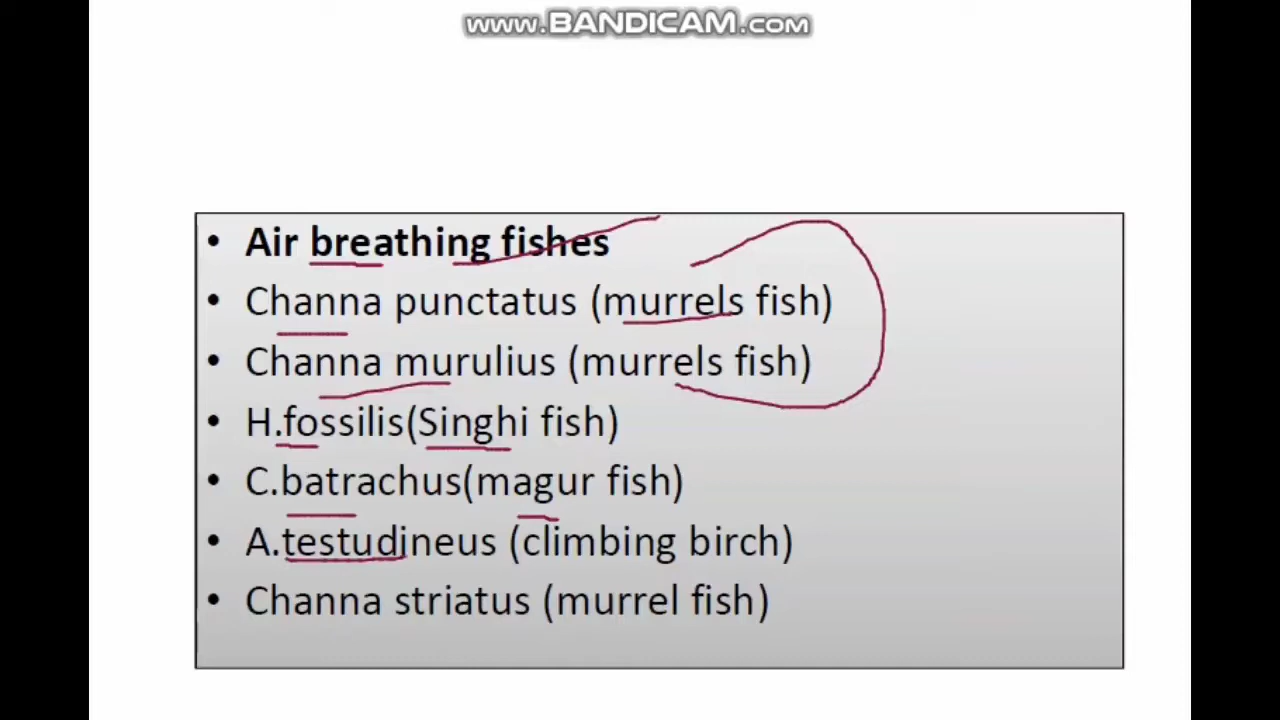 www.BANDICAM.com
• Air breathing fishes
• Channa punctatus (murrels fish)
• Channa murulius (murrels fish)
• H.fossilis(Singhi fish)
• C.batrachus(magur fish)
• A.testudineus (climbing birch)
• Channa striatus (murrel fish)